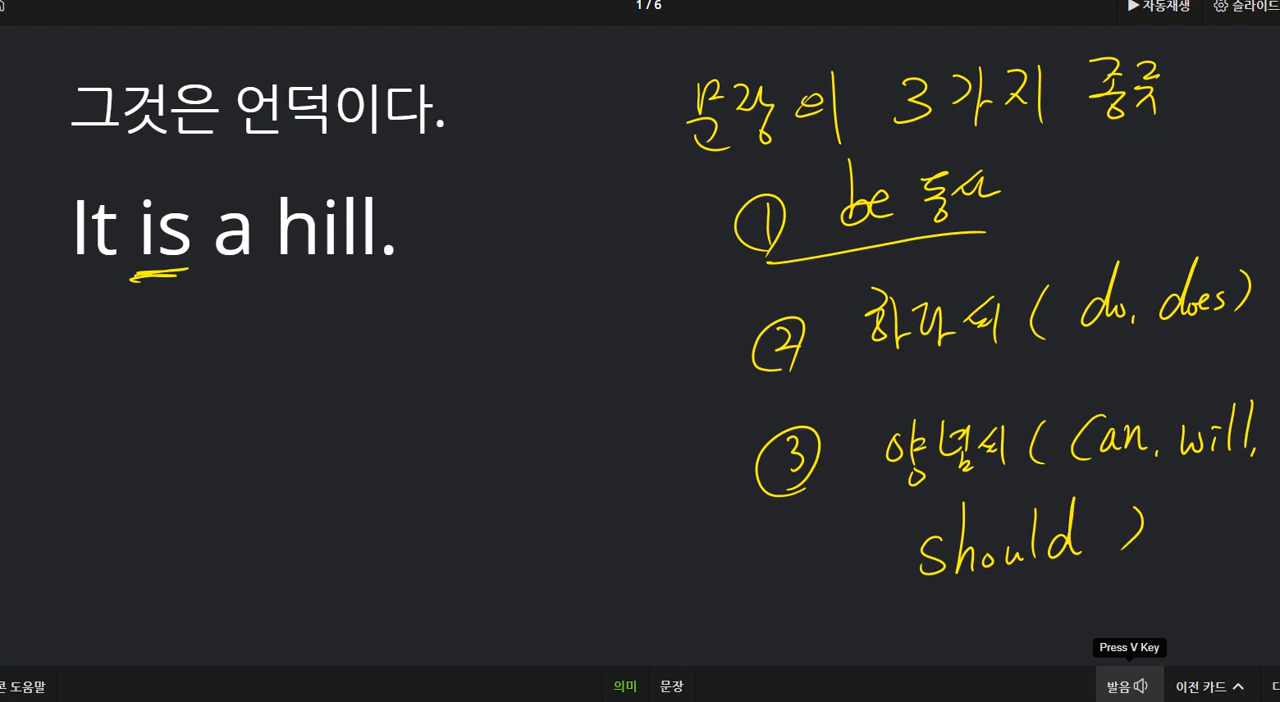 1 / 6
▶ 자동재생
슬라이드
그것은 언덕이다.
It is a hill.
문장의 3가지 종류
① be 동사
② 하다씨 ( do, does )
③ 양념씨 ( Can, will,
should )
Press V Key
도움말
의미
문장
발음
이전 카드